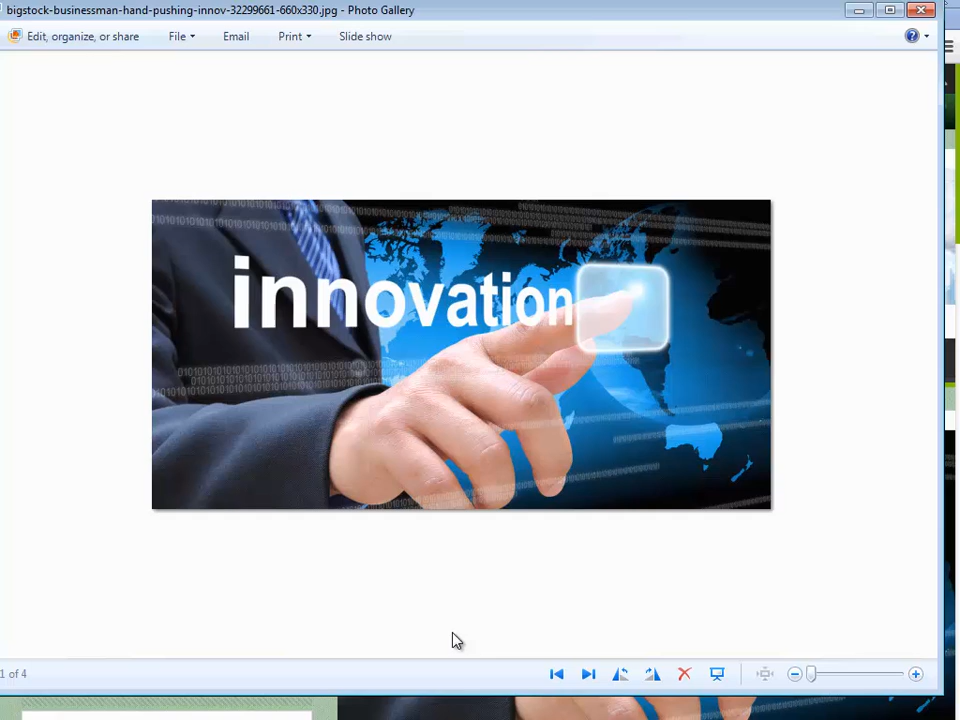 bigstock-businessman-hand-pushing-innov-32299661-660x330.jpg - Photo Gallery
Edit, organize, or share File Email Print Slide show
innovation
1 of 4